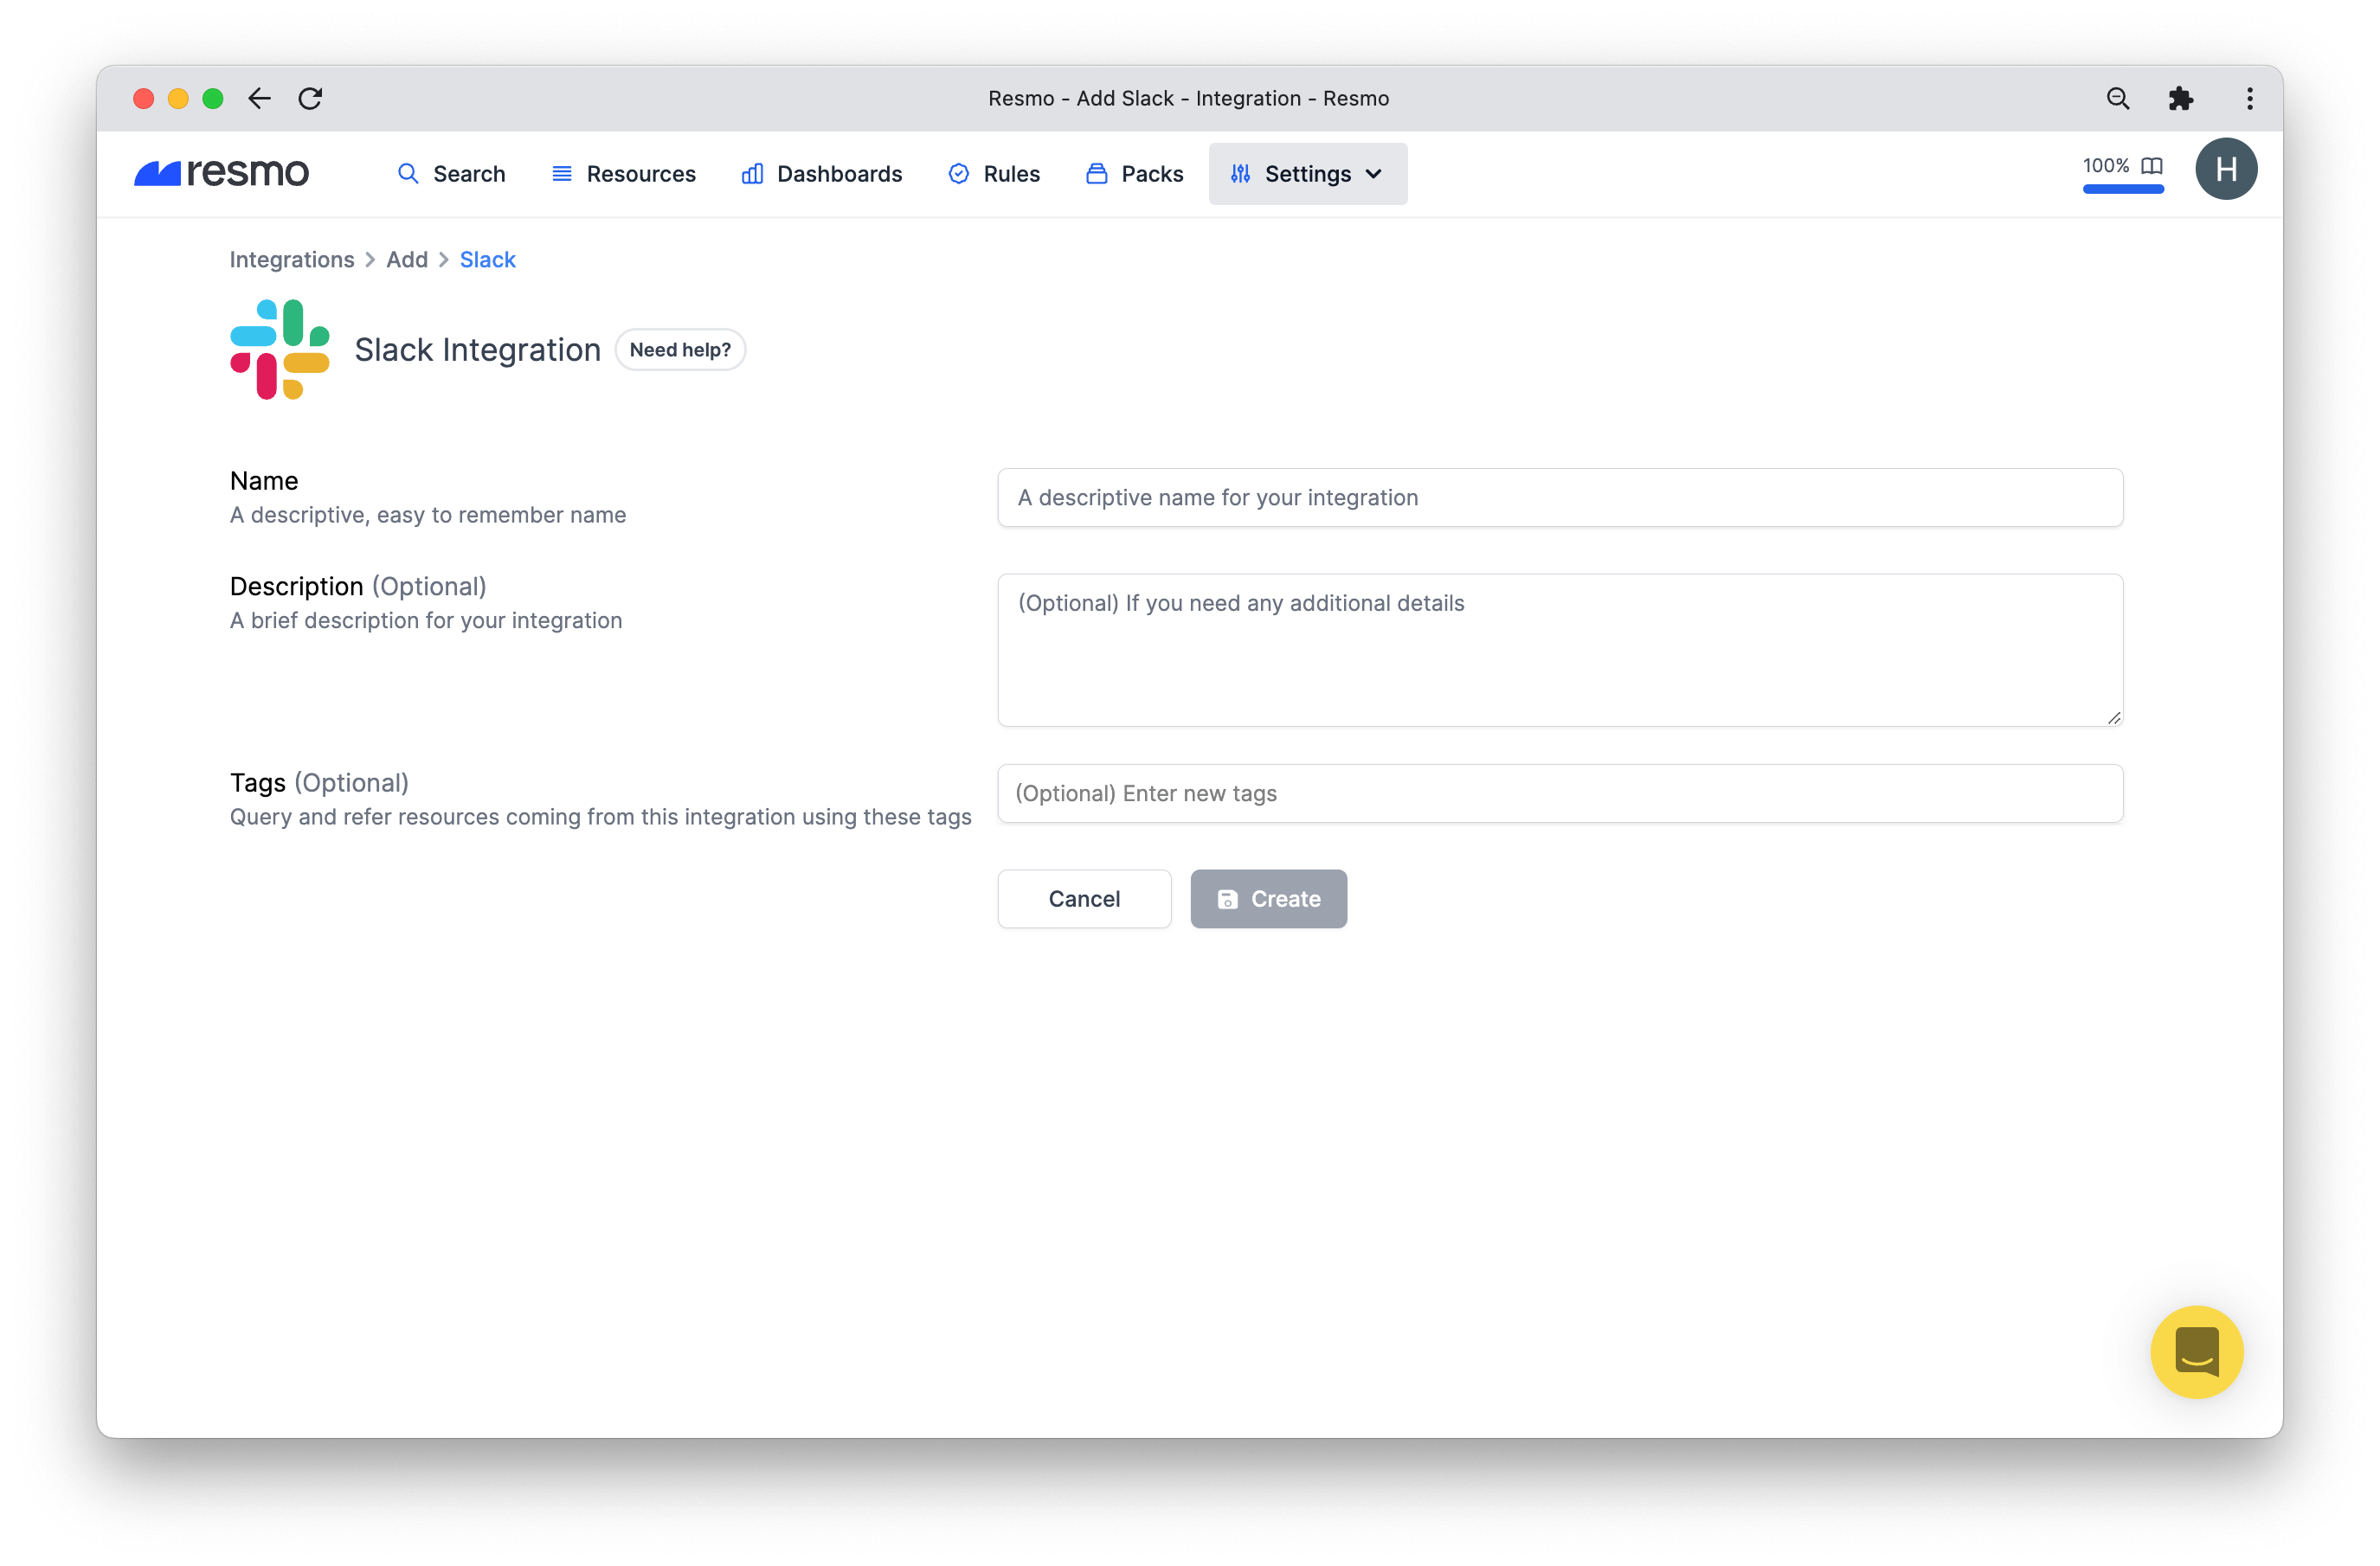 Resmo - Add Slack - Integration - Resmo
resmo Search Resources Dashboards Rules Packs Settings 100% H
Integrations > Add > Slack
Slack Integration Need help?
Name
A descriptive, easy to remember name
A descriptive name for your integration
Description (Optional)
A brief description for your integration
(Optional) If you need any additional details
Tags (Optional)
Query and refer resources coming from this integration using these tags
(Optional) Enter new tags
Cancel Create